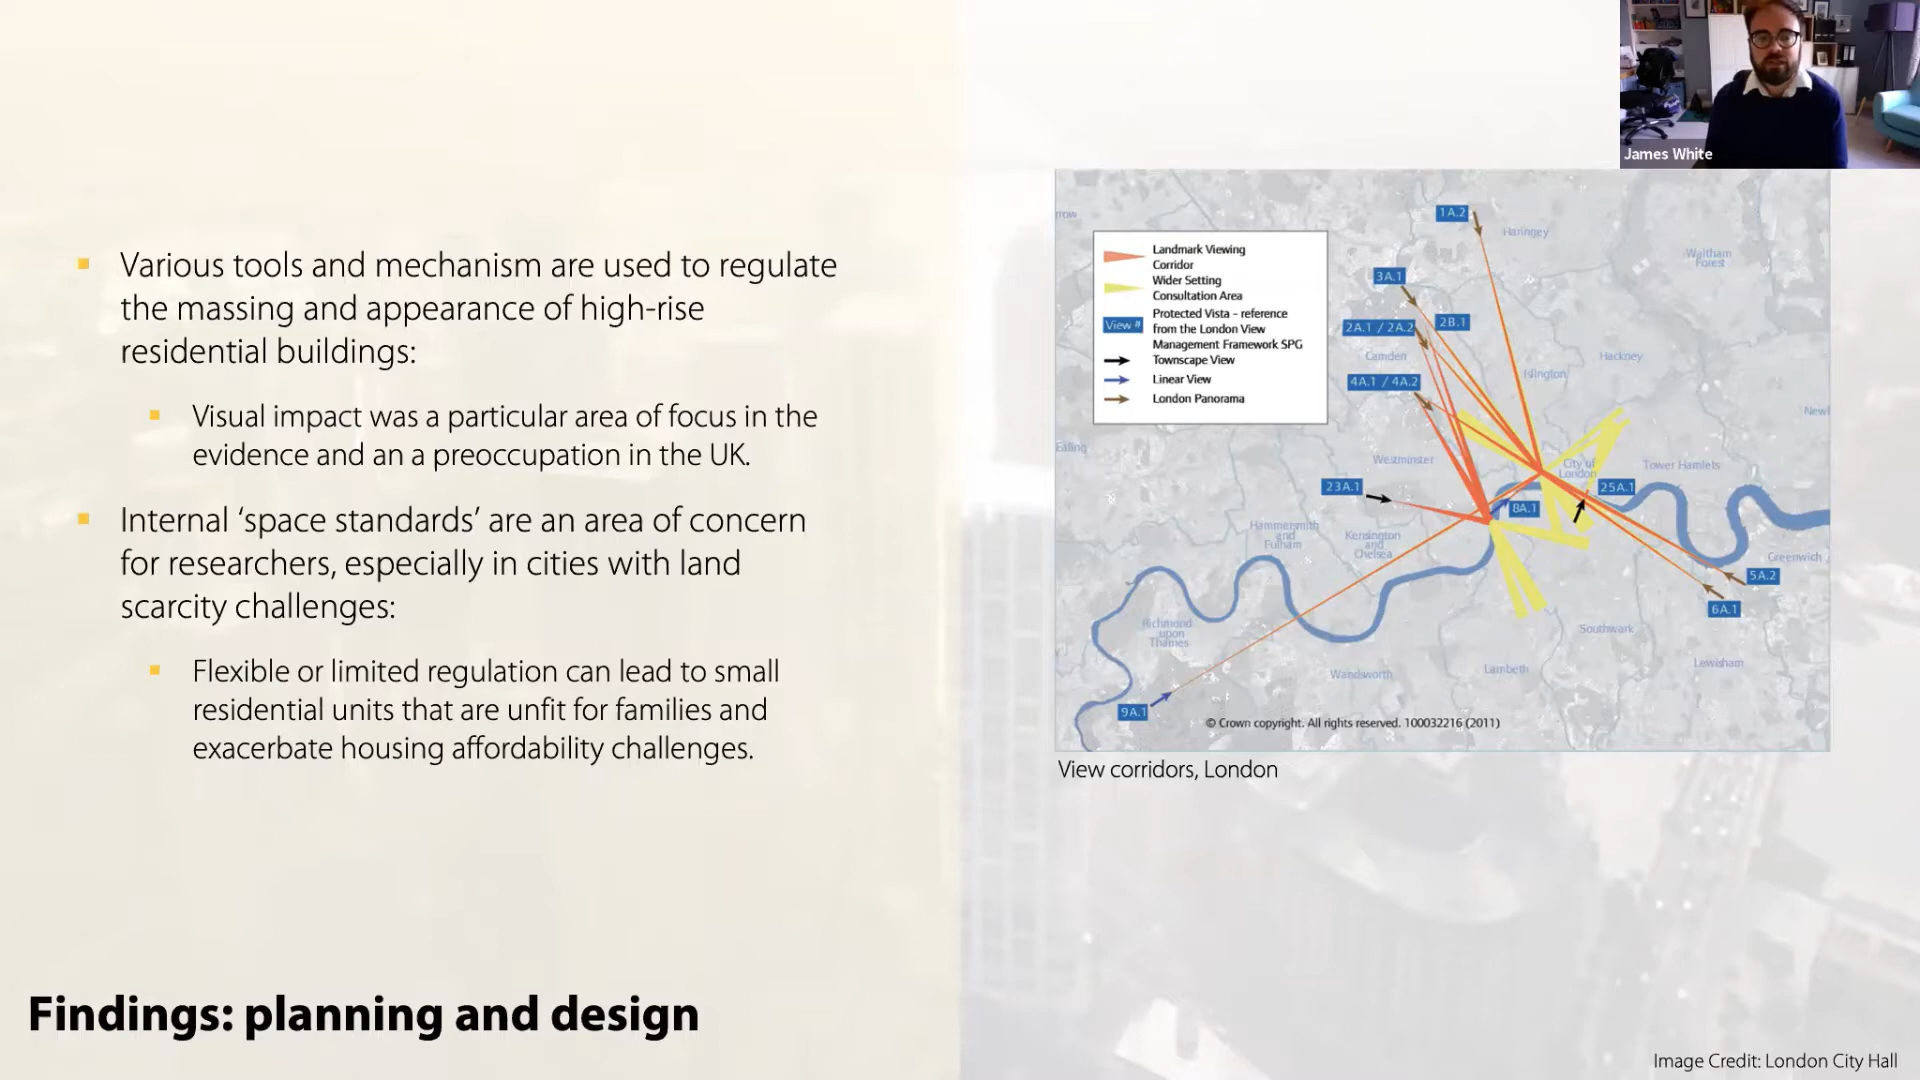 James White
Various tools and mechanism are used to regulate
the massing and appearance of high-rise
residential buildings:
Visual impact was a particular area of focus in the
evidence and an a preoccupation in the UK.
Internal ‘space standards’ are an area of concern
for researchers, especially in cities with land
scarcity challenges:
Flexible or limited regulation can lead to small
residential units that are unfit for families and
exacerbate housing affordability challenges.
Findings: planning and design
Landmark Viewing
Corridor
Wider Setting
Consultation Area
View #
Protected Vista - reference
from the London View
Management Framework SPG
Townscape View
Linear View
London Panorama
1A.2
Haringey
Waltham
Forest
3A.1
2A.1 / 2A.2
2B.1
Camden
Hackney
Islington
4A.1 / 4A.2
Ealing
Westminster
City of
London
Tower Hamlets
23A.1
25A.1
8A.1
Hammersmith
and
Fulham
Kensington
and
Chelsea
Greenwich
5A.2
6A.1
Richmond
upon
Thames
Southwark
Wandsworth
Lambeth
Lewisham
9A.1
© Crown copyright. All rights reserved. 100032216 (2011)
View corridors, London
Image Credit: London City Hall